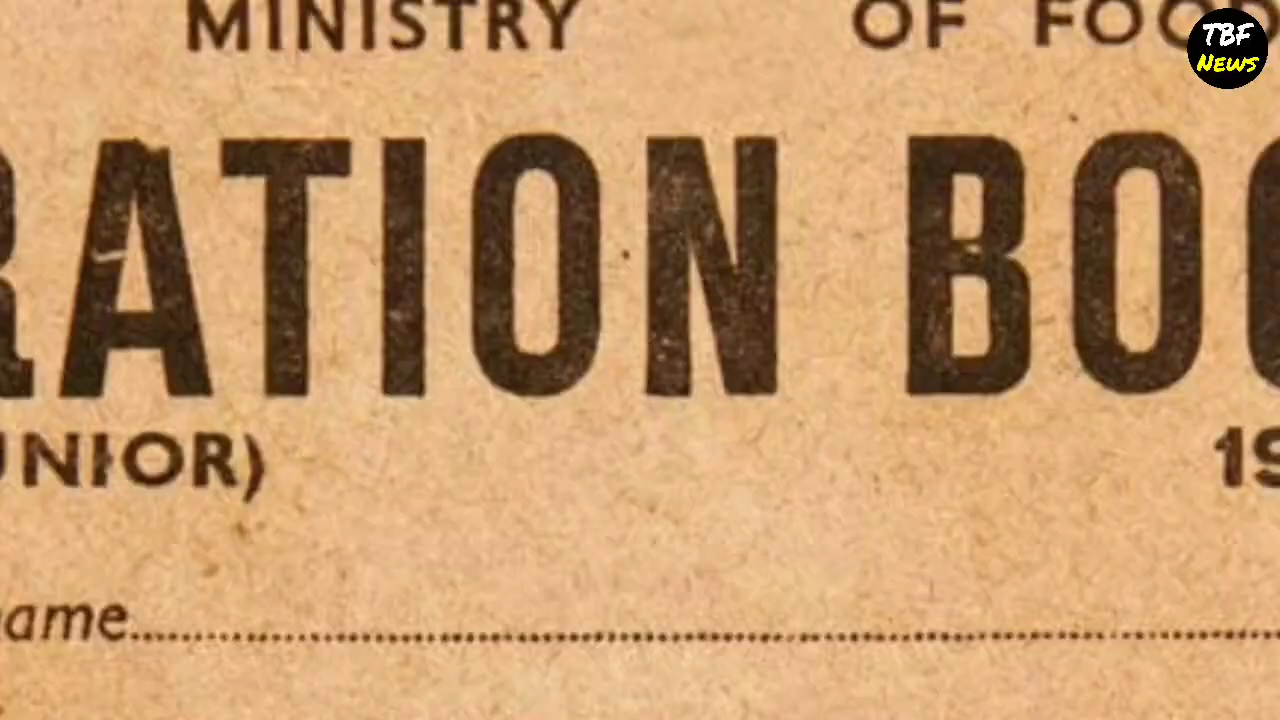 MINISTRY OF FOO
TBF
News
RATION BOO
UNIOR)
19
ame